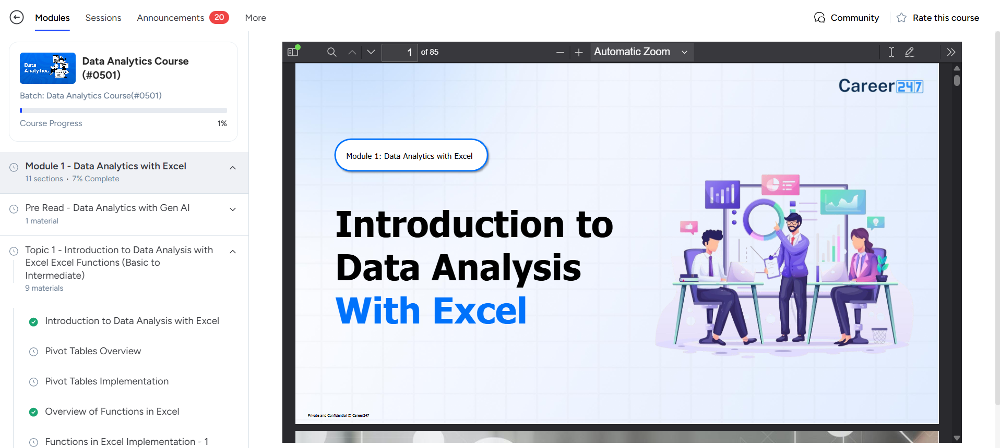 Modules
Sessions
Announcements
20
More
Community
Rate this course
Data
Analytics
Data Analytics Course
(#0501)
Batch: Data Analytics Course(#0501)
Course Progress
1%
Module 1 - Data Analytics with Excel
11 sections • 7% Complete
Pre Read - Data Analytics with Gen AI
1 material
Topic 1 - Introduction to Data Analysis with
Excel Excel Functions (Basic to
Intermediate)
9 materials
Introduction to Data Analysis with Excel
Pivot Tables Overview
Pivot Tables Implementation
Overview of Functions in Excel
Functions in Excel Implementation - 1
1 of 85
Automatic Zoom
Career247
Module 1: Data Analytics with Excel
Introduction to
Data Analysis
With Excel
Private and Confidential © Career247